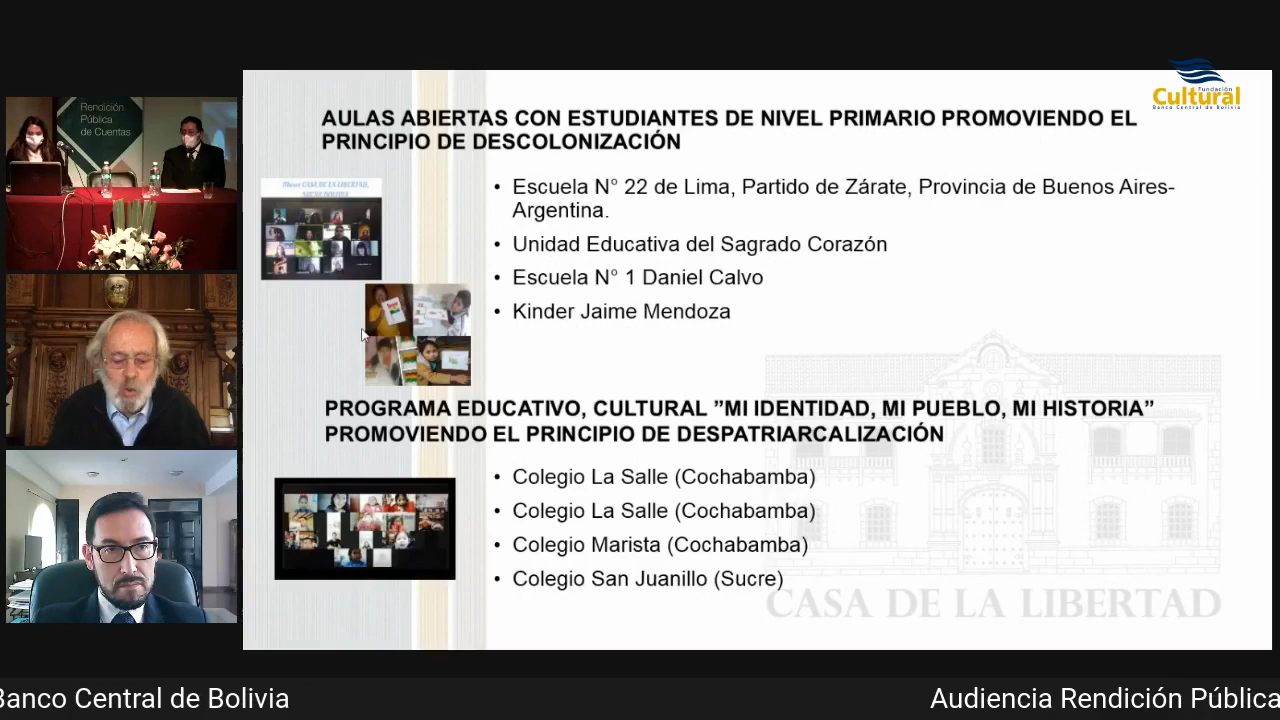 Rendición
Pública
de Cuentas
Fundación
Cultural
Banco Central de Bolivia
AULAS ABIERTAS CON ESTUDIANTES DE NIVEL PRIMARIO PROMOVIENDO EL
PRINCIPIO DE DESCOLONIZACIÓN
Museo CASA DE LA LIBERTAD,
SUCRE BOLIVIA
• Escuela N° 22 de Lima, Partido de Zárate, Provincia de Buenos Aires-
Argentina.
• Unidad Educativa del Sagrado Corazón
• Escuela N° 1 Daniel Calvo
• Kinder Jaime Mendoza
PROGRAMA EDUCATIVO, CULTURAL ”MI IDENTIDAD, MI PUEBLO, MI HISTORIA”
PROMOVIENDO EL PRINCIPIO DE DESPATRIARCALIZACIÓN
• Colegio La Salle (Cochabamba)
• Colegio La Salle (Cochabamba)
• Colegio Marista (Cochabamba)
• Colegio San Juanillo (Sucre)
CASA DE LA LIBERTAD
Banco Central de Bolivia
Audiencia Rendición Pública